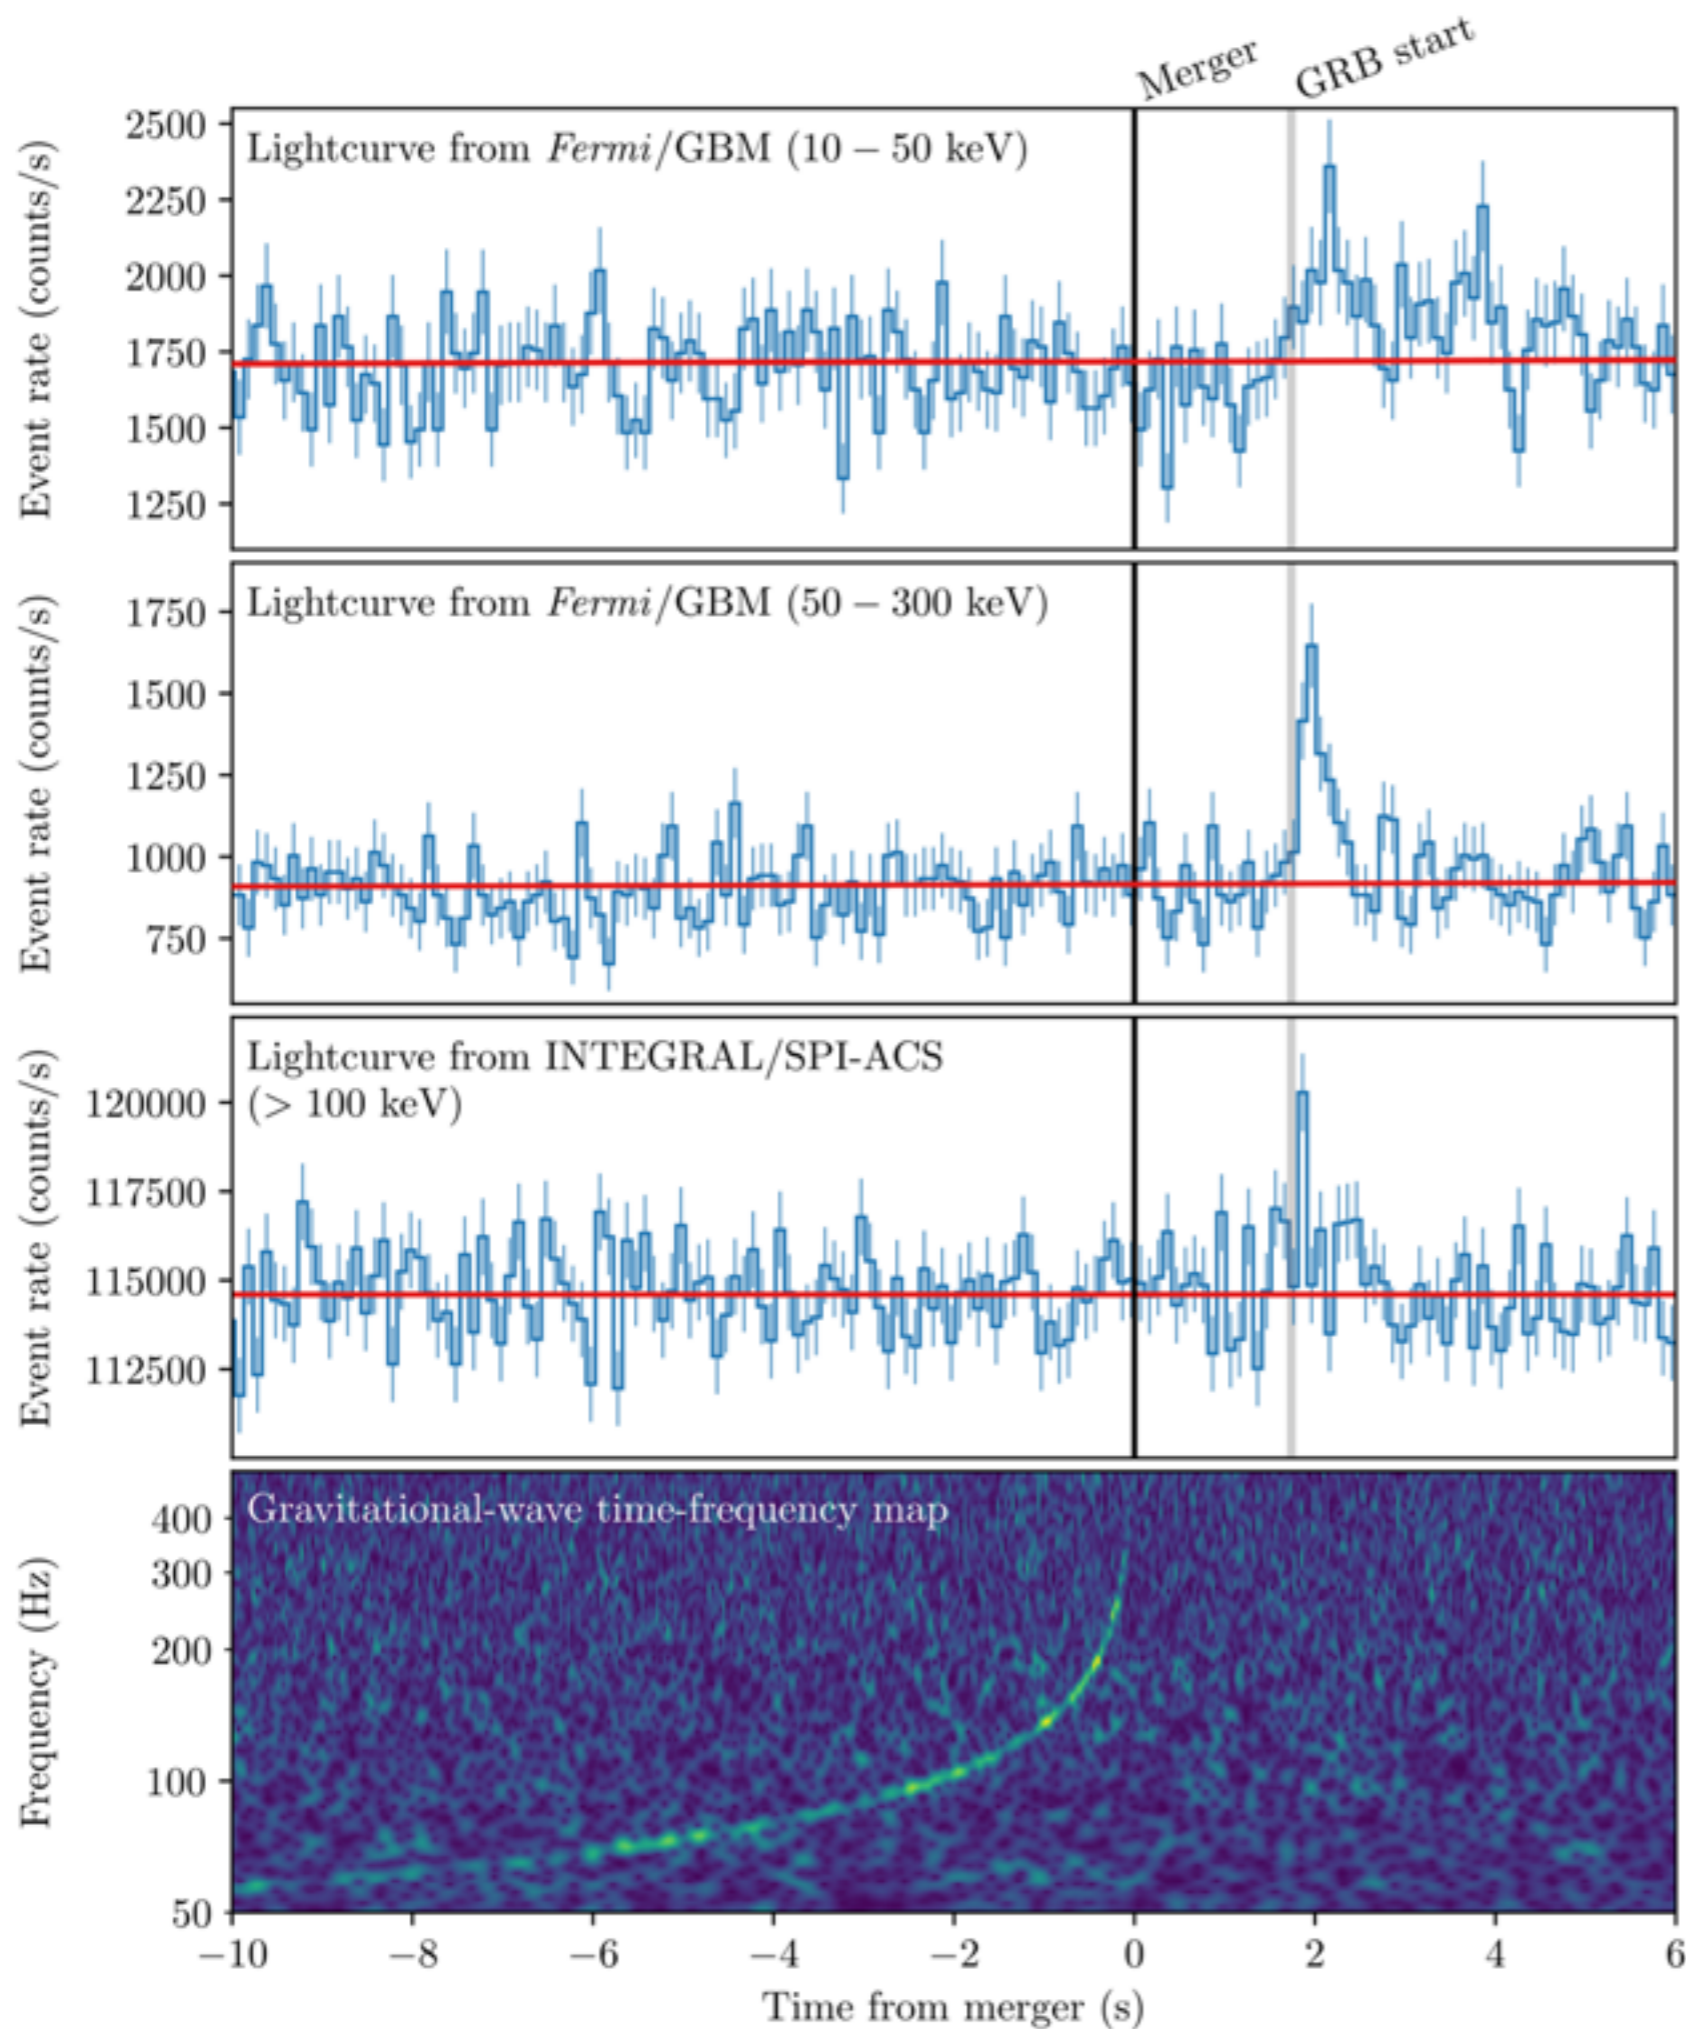 Merger
GRB start
Lightcurve from Fermi/GBM (10 – 50 keV)
Event rate (counts/s)
2500
2250
2000
1750
1500
1250
Lightcurve from Fermi/GBM (50 – 300 keV)
Event rate (counts/s)
1750
1500
1250
1000
750
Lightcurve from INTEGRAL/SPI-ACS
(> 100 keV)
Event rate (counts/s)
120000
117500
115000
112500
Gravitational-wave time-frequency map
Frequency (Hz)
400
300
200
100
50
−10 −8 −6 −4 −2 0 2 4 6
Time from merger (s)